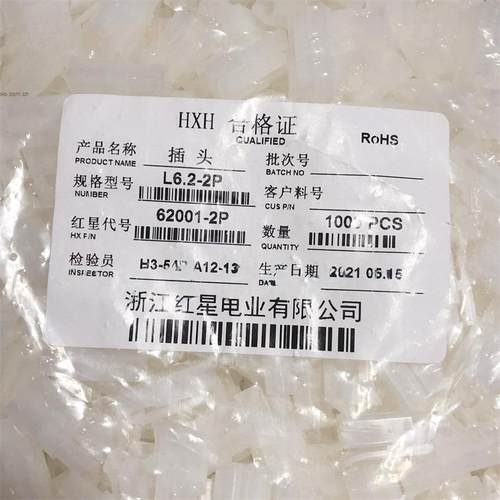 HXH 合格证
QUALIFIED
RoHS
产品名称 插头
PRODUCT NAME
批次号
BATCH NO
规格型号 L6.2-2P
NUMBER
客户料号
CUS P/N
红星代号 62001-2P
HX P/N
数量 1000 PCS
QUANTITY
检验员 A12-13
INSPECTOR
生产日期 2021 06.15
DATE
浙江红星电业有限公司